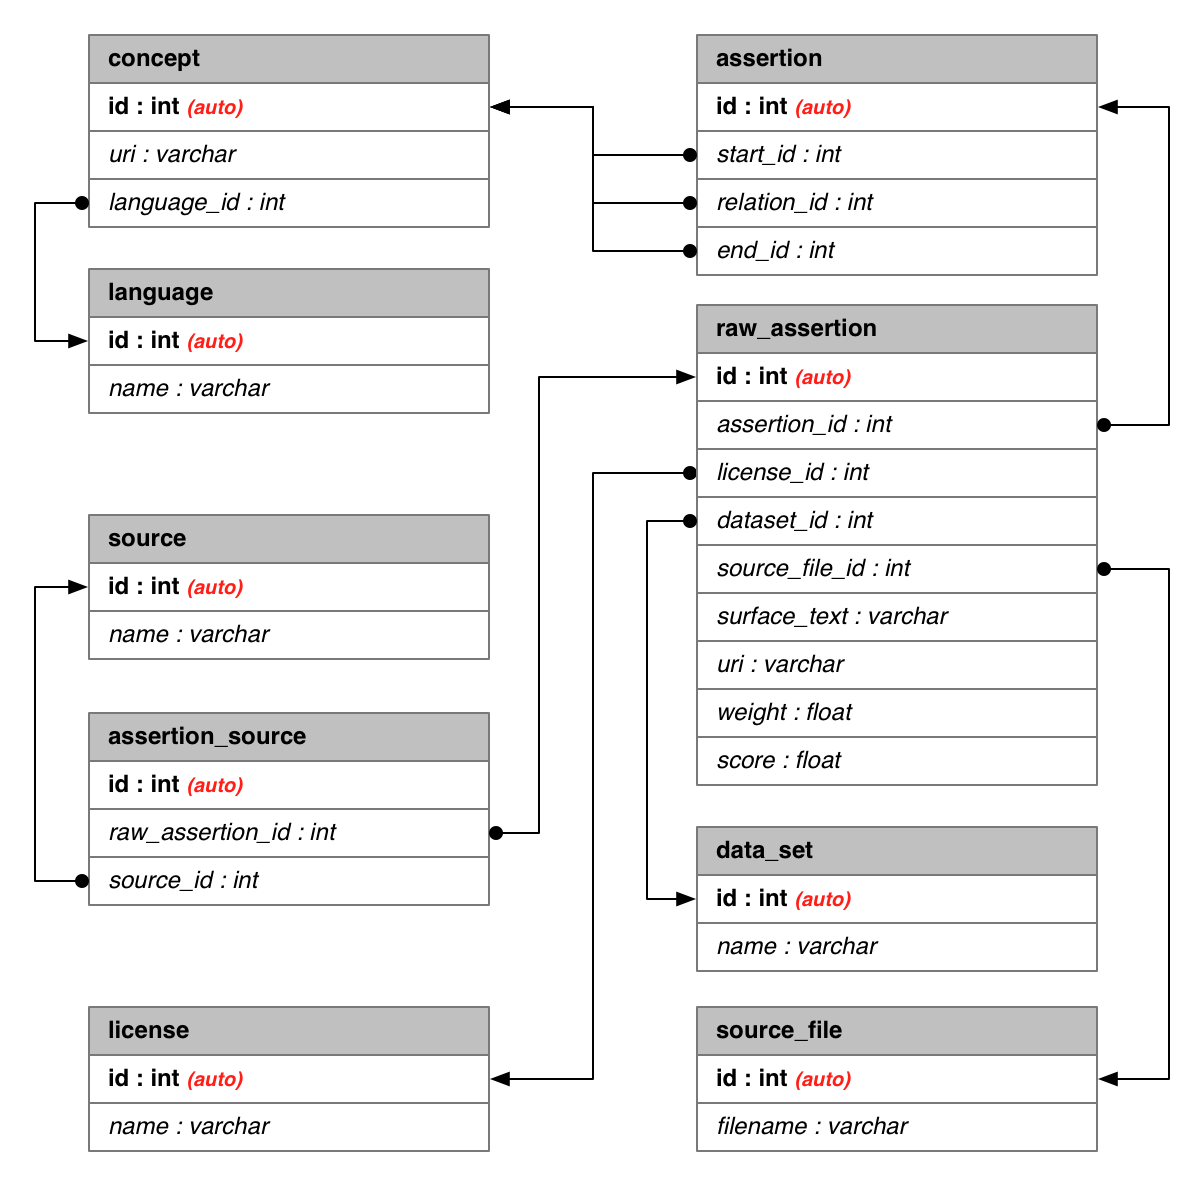 concept
id : int (auto)
uri : varchar
language_id : int
language
id : int (auto)
name : varchar
source
id : int (auto)
name : varchar
assertion_source
id : int (auto)
raw_assertion_id : int
source_id : int
license
id : int (auto)
name : varchar
assertion
id : int (auto)
start_id : int
relation_id : int
end_id : int
raw_assertion
id : int (auto)
assertion_id : int
license_id : int
dataset_id : int
source_file_id : int
surface_text : varchar
uri : varchar
weight : float
score : float
data_set
id : int (auto)
name : varchar
source_file
id : int (auto)
filename : varchar